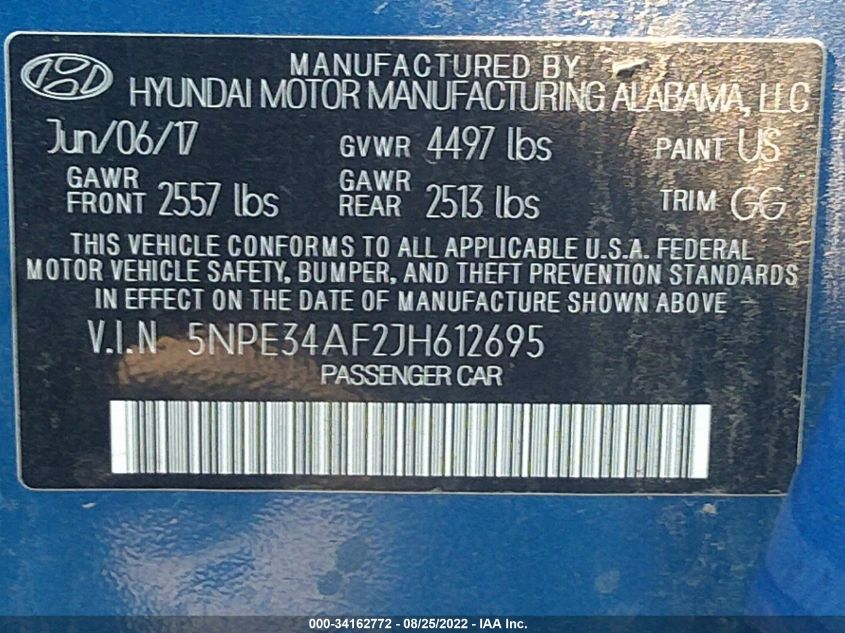 MANUFACTURED BY
HYUNDAI MOTOR MANUFACTURING ALABAMA, LLC
Jun/06/17 GVWR 4497 lbs PAINT US
GAWR FRONT 2557 lbs GAWR REAR 2513 lbs TRIM GG
THIS VEHICLE CONFORMS TO ALL APPLICABLE U.S.A. FEDERAL
MOTOR VEHICLE SAFETY, BUMPER, AND THEFT PREVENTION STANDARDS
IN EFFECT ON THE DATE OF MANUFACTURE SHOWN ABOVE
V.I.N 5NPE34AF2JH612695
PASSENGER CAR
000-34162772 - 08/25/2022 - IAA Inc.